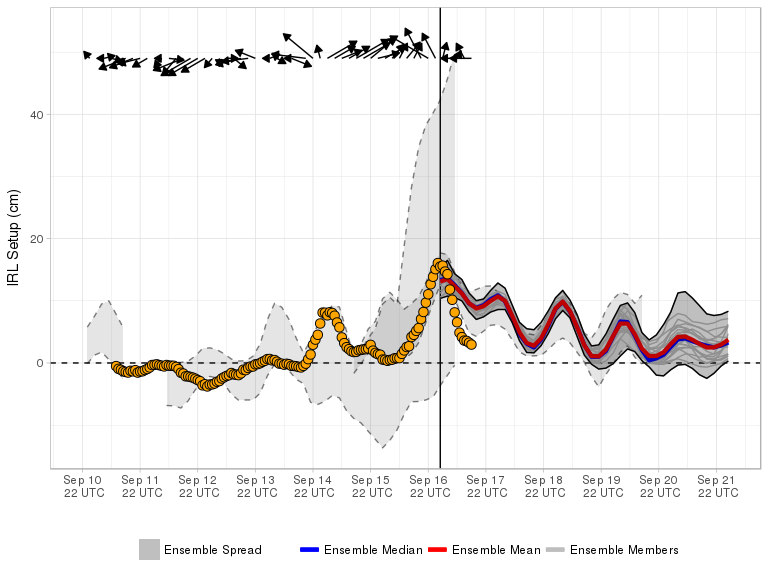 IRL Setup (cm)
40
20
0
Sep 10 Sep 11 Sep 12 Sep 13 Sep 14 Sep 15 Sep 16 Sep 17 Sep 18 Sep 19 Sep 20 Sep 21
22 UTC 22 UTC 22 UTC 22 UTC 22 UTC 22 UTC 22 UTC 22 UTC 22 UTC 22 UTC 22 UTC 22 UTC
Ensemble Spread Ensemble Median Ensemble Mean Ensemble Members